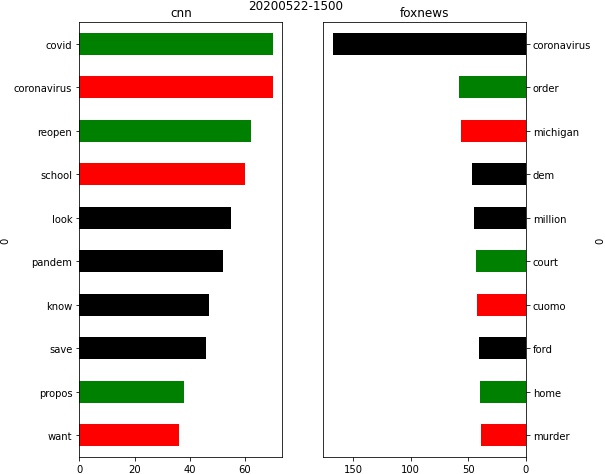 20200522-1500
cnn
foxnews
covid
coronavirus
reopen
school
look
pandem
know
save
propos
want
0
0 20 40 60
coronavirus
order
michigan
dem
million
court
cuomo
ford
home
murder
0
150 100 50 0